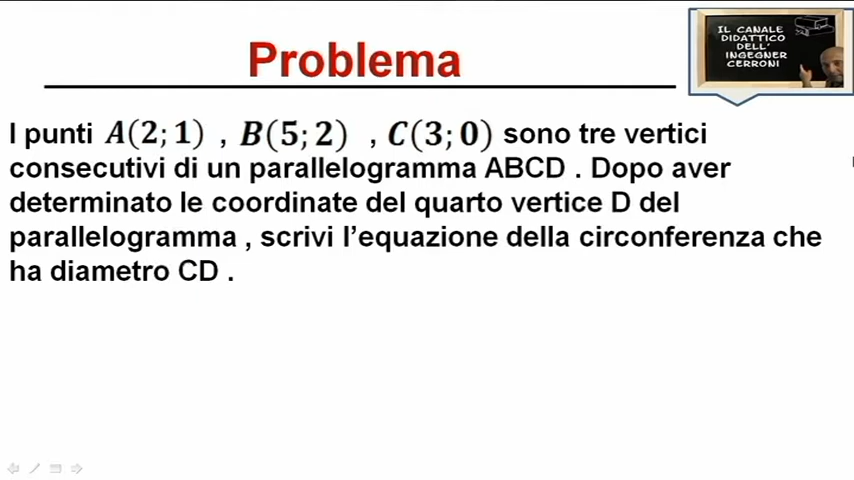 Problema
IL CANALE
DIDATTICO
DELL'
INGEGNER
CERRONI
I punti A(2; 1) , B(5; 2) , C(3; 0) sono tre vertici
consecutivi di un parallelogramma ABCD . Dopo aver
determinato le coordinate del quarto vertice D del
parallelogramma , scrivi l'equazione della circonferenza che
ha diametro CD .